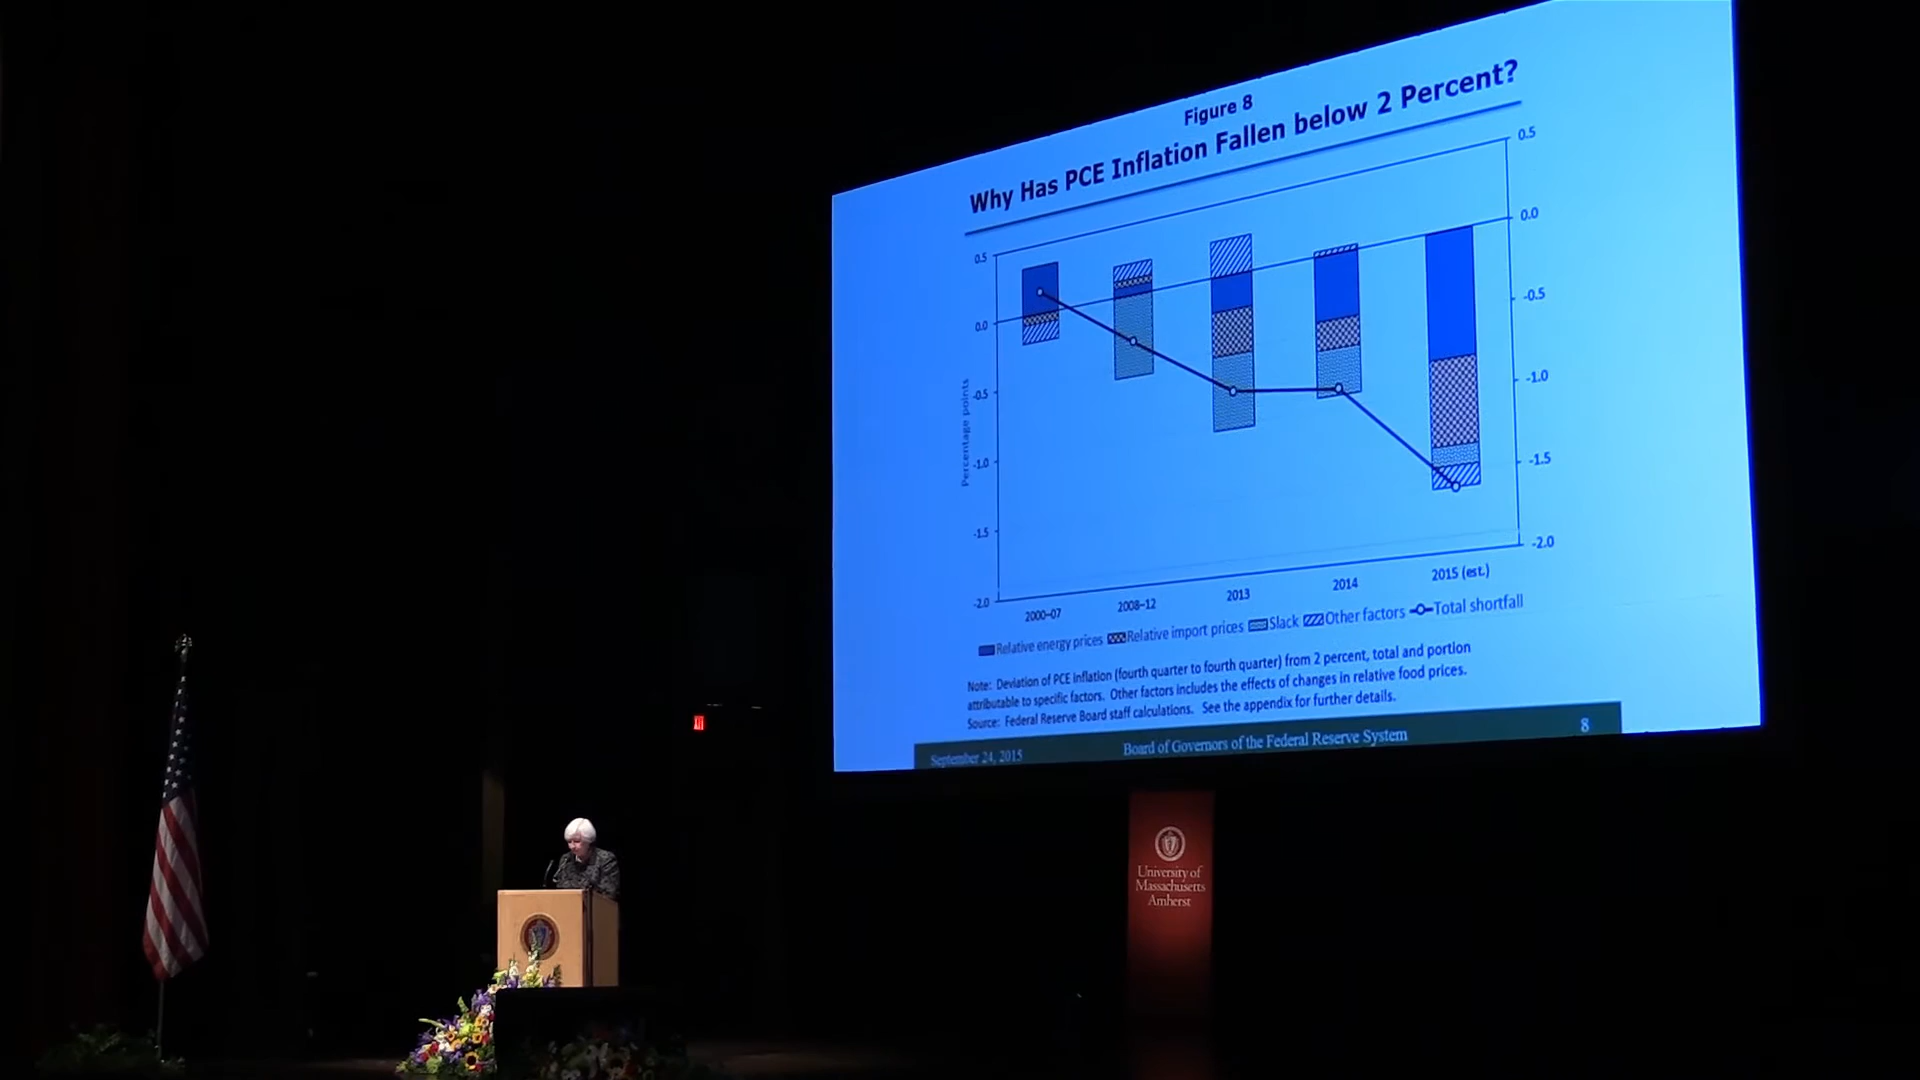 Figure 8
Why Has PCE Inflation Fallen below 2 Percent?
0.5
0.0
-0.5
-1.0
-1.5
-2.0
Percentage points
0.5
0.0
-0.5
-1.0
-1.5
-2.0
2000–07
2008–12
2013
2014
2015 (est.)
Relative energy prices Relative import prices Slack Other factors Total shortfall
Note: Deviation of PCE inflation (fourth quarter to fourth quarter) from 2 percent, total and portion
attributable to specific factors. Other factors includes the effects of changes in relative food prices.
Source: Federal Reserve Board staff calculations. See the appendix for further details.
September 24, 2015 Board of Governors of the Federal Reserve System 8
University of
Massachusetts
Amherst